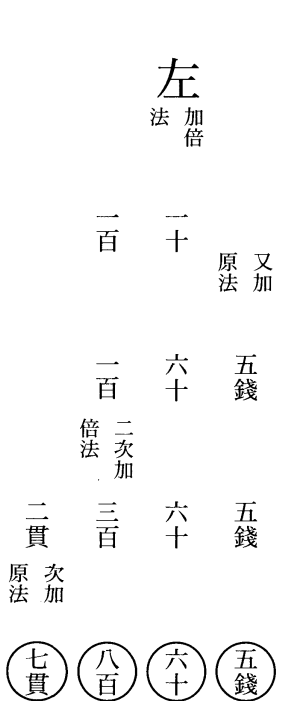 左
加倍
法
一百 一十
又加
原法
一百 六十 五錢
二次加
倍法
二貫 三百 六十 五錢
次加
原法
七貫 八百 六十 五錢